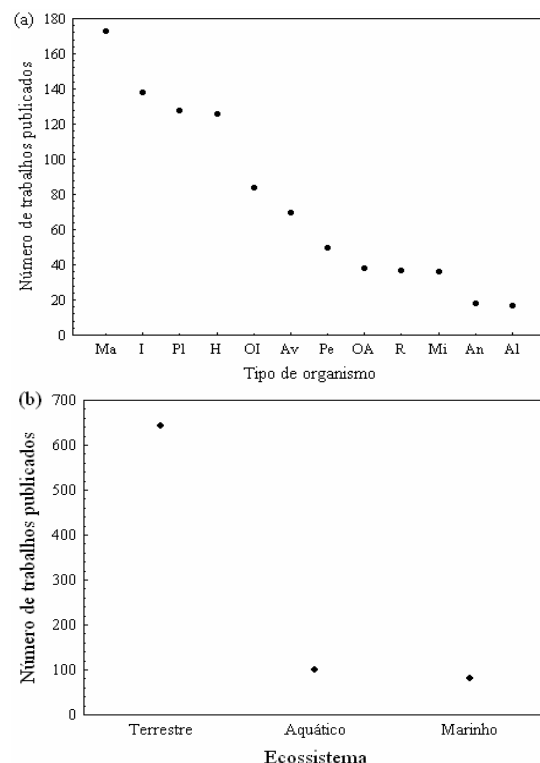 (a)
180
160
140
120
100
80
60
40
20
0
Número de trabalhos publicados
Ma I Pl H OI Av Pe OA R Mi An Al
Tipo de organismo
(b)
700
600
500
400
300
200
100
0
Número de trabalhos publicados
Terrestre Aquático Marinho
Ecossistema